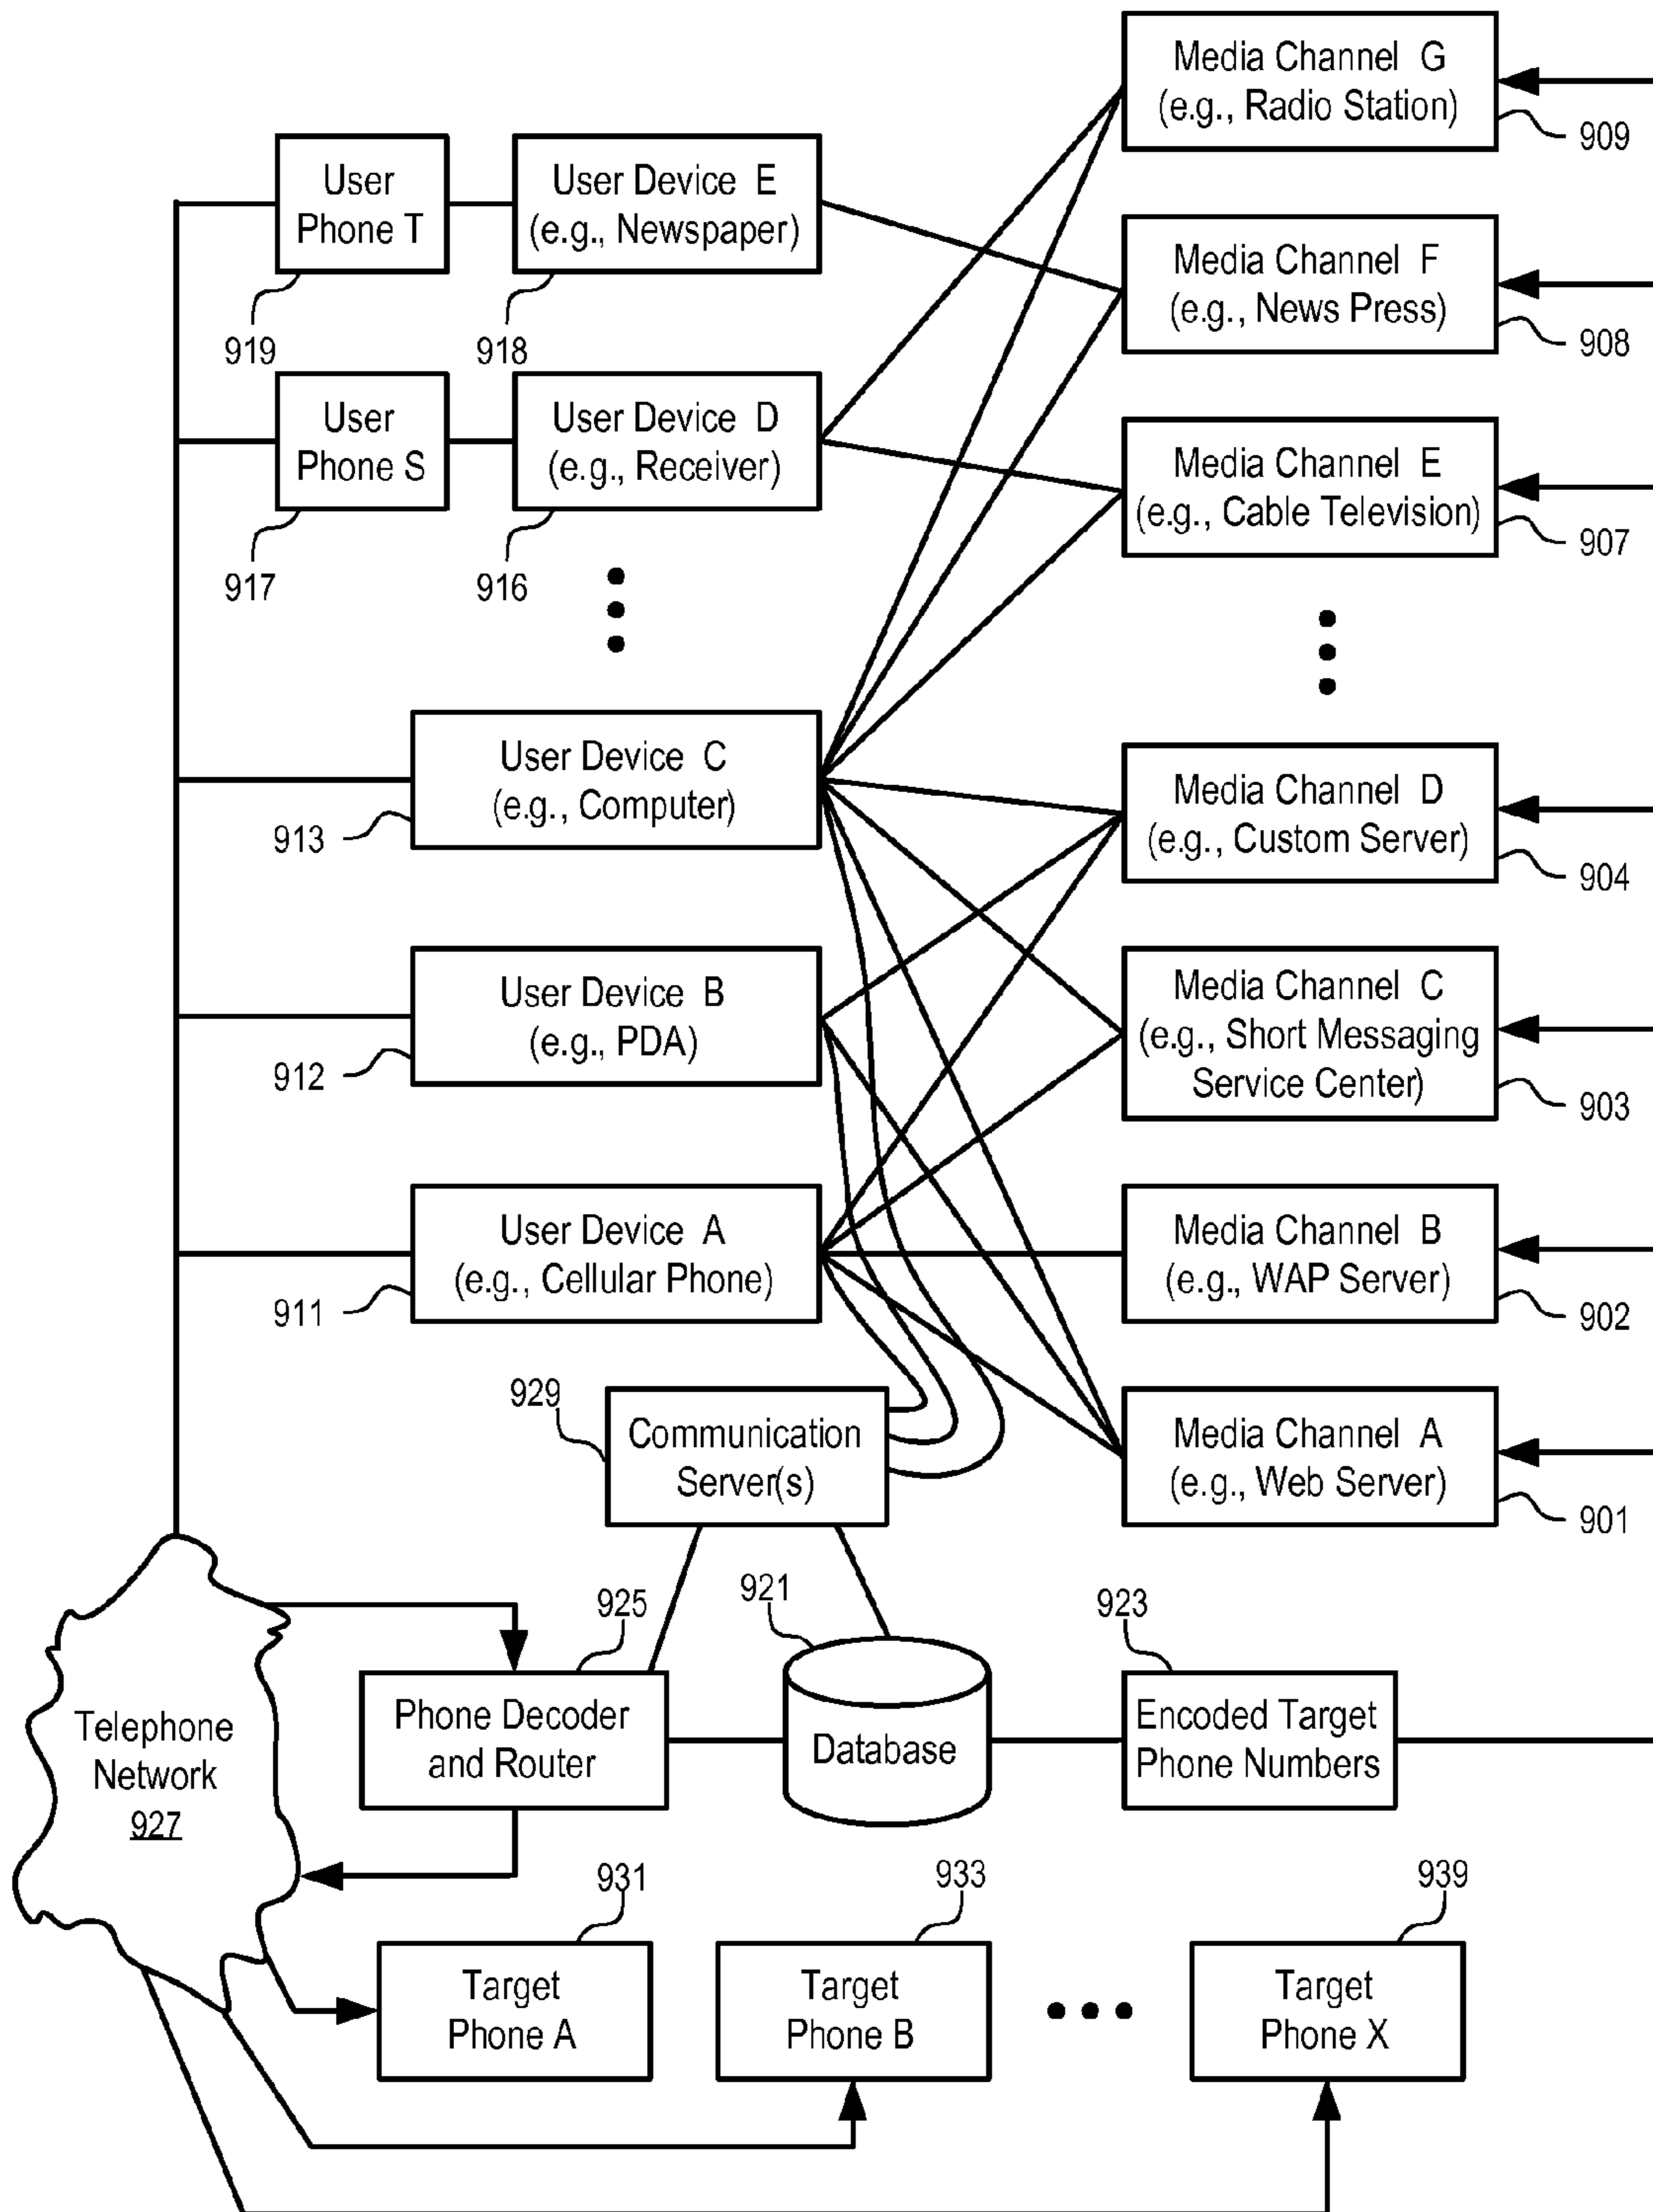 Media Channel G
(e.g., Radio Station)
909
User
Phone T
User Device E
(e.g., Newspaper)
919
918
Media Channel F
(e.g., News Press)
908
User
Phone S
User Device D
(e.g., Receiver)
917
916
Media Channel E
(e.g., Cable Television)
907
User Device C
(e.g., Computer)
913
Media Channel D
(e.g., Custom Server)
904
User Device B
(e.g., PDA)
912
Media Channel C
(e.g., Short Messaging
Service Center)
903
User Device A
(e.g., Cellular Phone)
911
Media Channel B
(e.g., WAP Server)
902
929
Communication
Server(s)
Media Channel A
(e.g., Web Server)
901
Telephone
Network
927
925
Phone Decoder
and Router
921
Database
923
Encoded Target
Phone Numbers
931
Target
Phone A
933
Target
Phone B
939
Target
Phone X